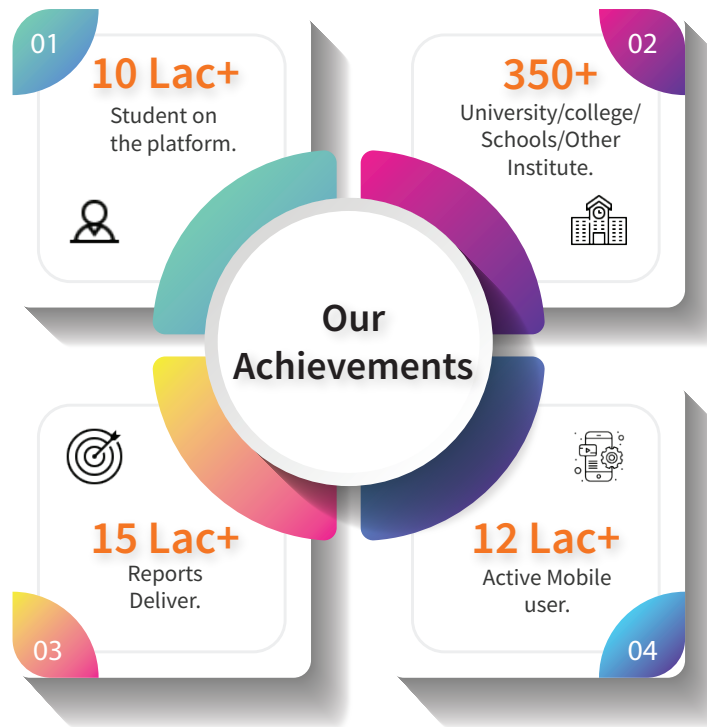 01
10 Lac+
Student on
the platform.
02
350+
University/college/
Schools/Other
Institute.
Our
Achievements
15 Lac+
Reports
Deliver.
03
12 Lac+
Active Mobile
user.
04